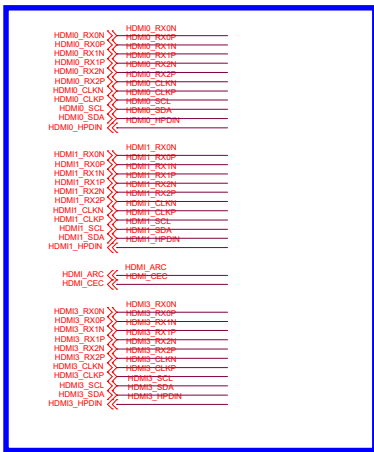 HDMI0_RX0N HDMI0_RX0N
HDMI0_RX0P HDMI0_RX0P
HDMI0_RX1N HDMI0_RX1N
HDMI0_RX1P HDMI0_RX1P
HDMI0_RX2N HDMI0_RX2N
HDMI0_RX2P HDMI0_RX2P
HDMI0_CLKN HDMI0_CLKN
HDMI0_CLKP HDMI0_CLKP
HDMI0_SCL HDMI0_SCL
HDMI0_SDA HDMI0_SDA
HDMI0_HPDIN HDMI0_HPDIN
HDMI1_RX0N HDMI1_RX0N
HDMI1_RX0P HDMI1_RX0P
HDMI1_RX1N HDMI1_RX1N
HDMI1_RX1P HDMI1_RX1P
HDMI1_RX2N HDMI1_RX2N
HDMI1_RX2P HDMI1_RX2P
HDMI1_CLKN HDMI1_CLKN
HDMI1_CLKP HDMI1_CLKP
HDMI1_SCL HDMI1_SCL
HDMI1_SDA HDMI1_SDA
HDMI1_HPDIN HDMI1_HPDIN
HDMI_ARC HDMI_ARC
HDMI_CEC HDMI_CEC
HDMI3_RX0N HDMI3_RX0N
HDMI3_RX0P HDMI3_RX0P
HDMI3_RX1N HDMI3_RX1N
HDMI3_RX1P HDMI3_RX1P
HDMI3_RX2N HDMI3_RX2N
HDMI3_RX2P HDMI3_RX2P
HDMI3_CLKN HDMI3_CLKN
HDMI3_CLKP HDMI3_CLKP
HDMI3_SCL HDMI3_SCL
HDMI3_SDA HDMI3_SDA
HDMI3_HPDIN HDMI3_HPDIN